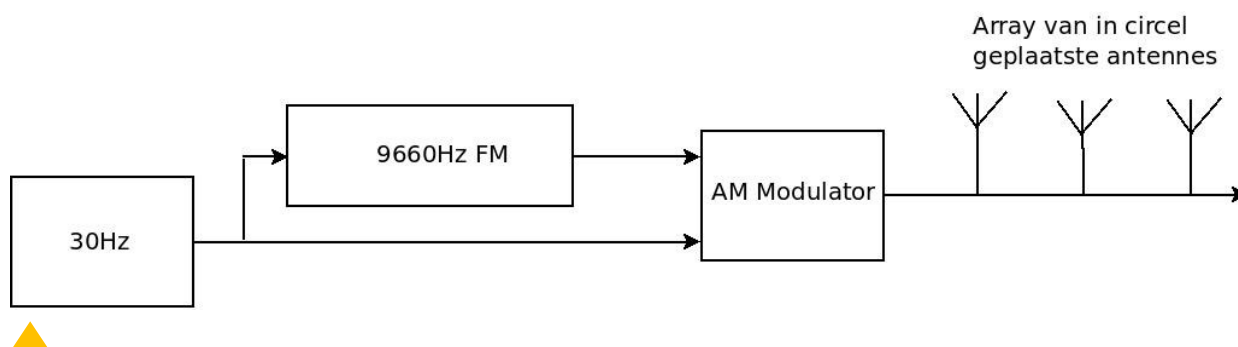 Array van in circel
geplaatste antennes
9660Hz FM
AM Modulator
30Hz